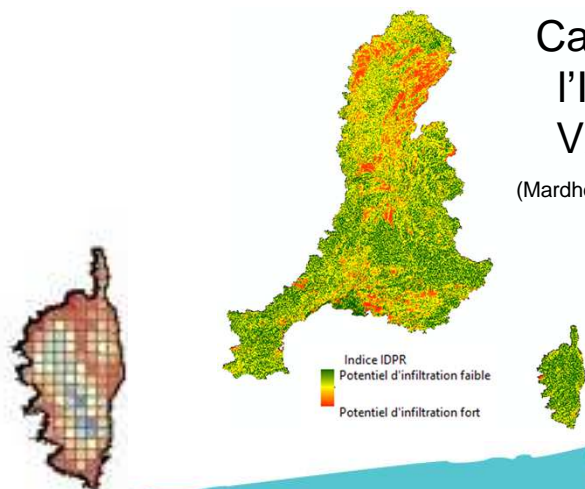 Ca
l'I
V
(Mardh
Indice IDPR
Potentiel d'infiltration faible
Potentiel d'infiltration fort